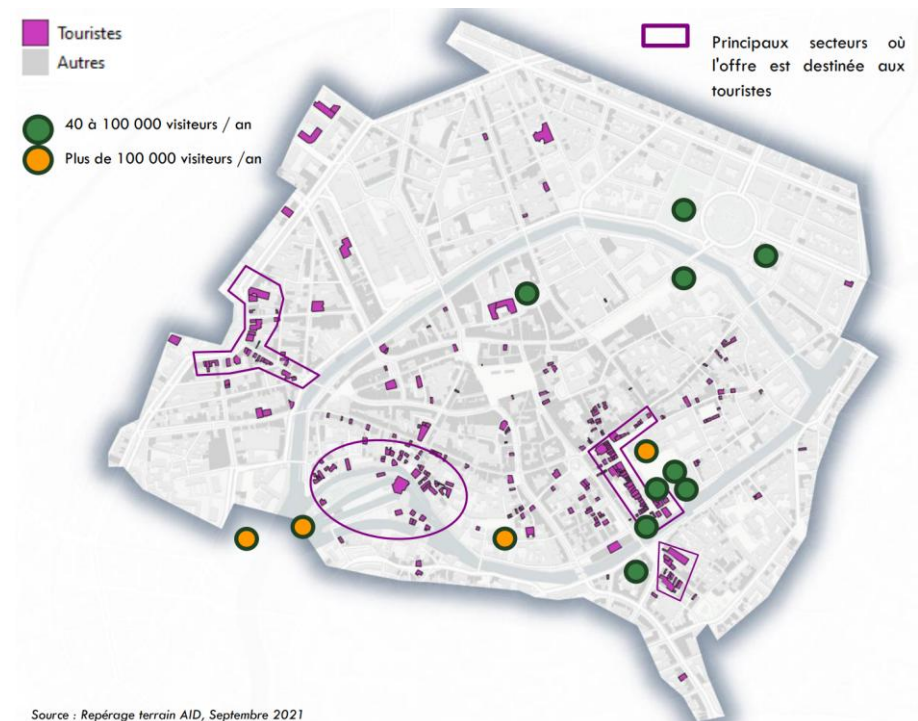 Touristes
Autres
40 à 100 000 visiteurs / an
Plus de 100 000 visiteurs /an
Principaux secteurs où
l'offre est destinée aux
touristes
Source : Repérage terrain AID, Septembre 2021